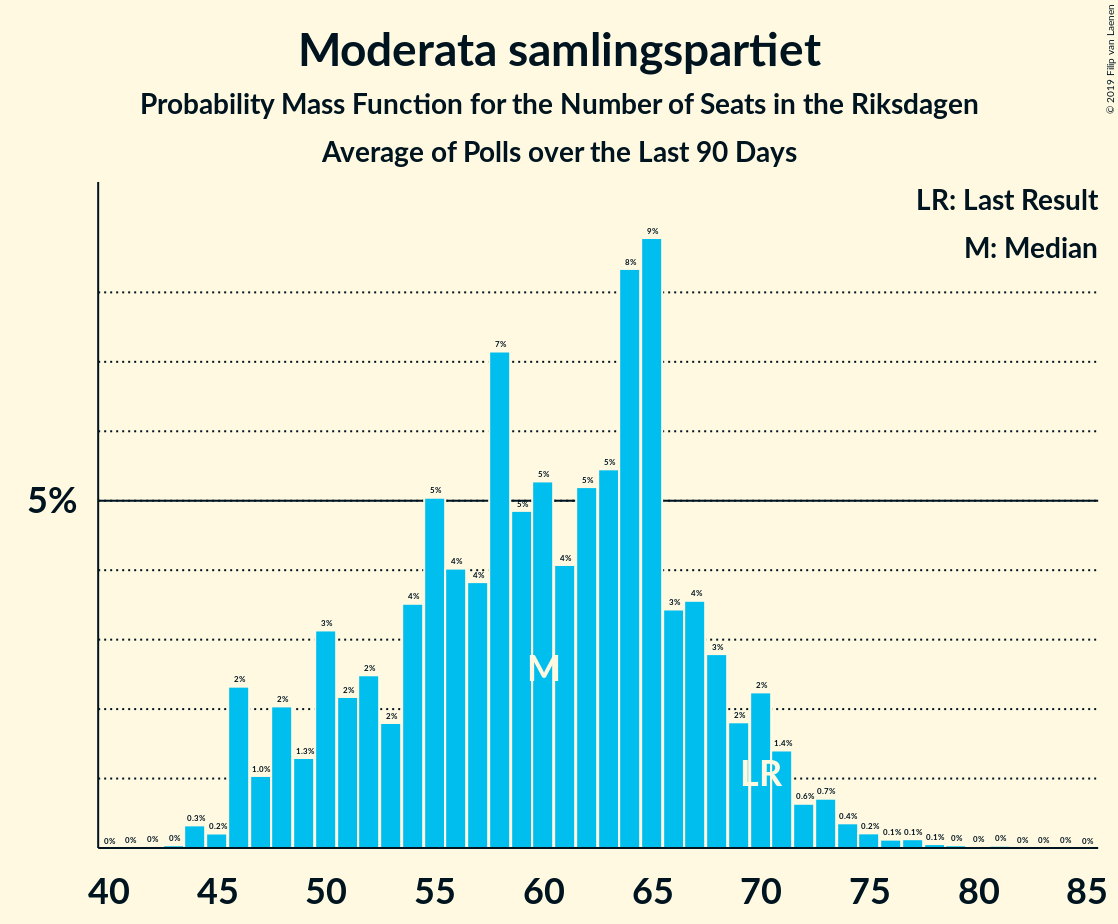 Moderata samlingspartiet
Probability Mass Function for the Number of Seats in the Riksdagen
Average of Polls over the Last 90 Days
© 2019 Filip van Laenen
LR: Last Result
M: Median
5%
0% 0% 0% 0% 0.3% 0.2% 2% 1.0% 2% 1.3% 3% 2% 2% 2% 4% 5% 4% 4% 7% 5% 5% 4% 5% 5% 8% 9% 3% 4% 3% 2% 2% 1.4% 0.6% 0.7% 0.4% 0.2% 0.1% 0.1% 0.1% 0% 0% 0% 0% 0% 0% 0%
M
LR
40 45 50 55 60 65 70 75 80 85